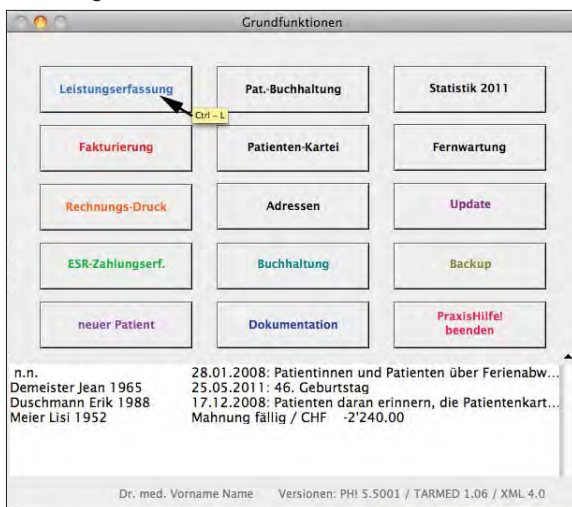 Grundfunktionen
Leistungserfassung Pat.-Buchhaltung Statistik 2011
Ctrl – L
Fakturierung Patienten-Kartei Fernwartung
Rechnungs-Druck Adressen Update
ESR-Zahlungserf. Buchhaltung Backup
neuer Patient Dokumentation PraxisHilfe!
beenden
n.n. 28.01.2008: Patientinnen und Patienten über Ferienabw...
Demeister Jean 1965 25.05.2011: 46. Geburtstag
Duschmann Erik 1988 17.12.2008: Patienten daran erinnern, die Patientenkart...
Meier Lisi 1952 Mahnung fällig / CHF -2'240.00
Dr. med. Vorname Name Versionen: PH! 5.5001 / TARMED 1.06 / XML 4.0